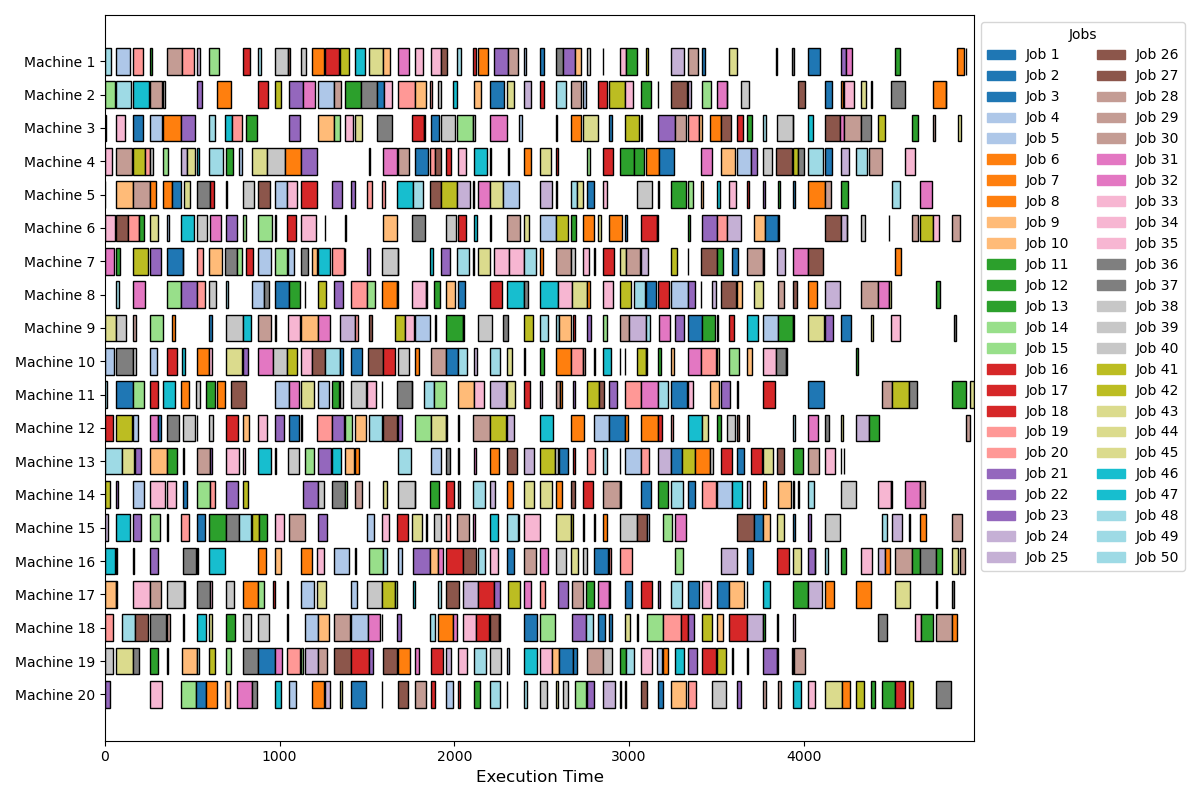 Machine 1
Machine 2
Machine 3
Machine 4
Machine 5
Machine 6
Machine 7
Machine 8
Machine 9
Machine 10
Machine 11
Machine 12
Machine 13
Machine 14
Machine 15
Machine 16
Machine 17
Machine 18
Machine 19
Machine 20
0 1000 2000 3000 4000
Execution Time
Jobs
Job 1
Job 2
Job 3
Job 4
Job 5
Job 6
Job 7
Job 8
Job 9
Job 10
Job 11
Job 12
Job 13
Job 14
Job 15
Job 16
Job 17
Job 18
Job 19
Job 20
Job 21
Job 22
Job 23
Job 24
Job 25
Job 26
Job 27
Job 28
Job 29
Job 30
Job 31
Job 32
Job 33
Job 34
Job 35
Job 36
Job 37
Job 38
Job 39
Job 40
Job 41
Job 42
Job 43
Job 44
Job 45
Job 46
Job 47
Job 48
Job 49
Job 50